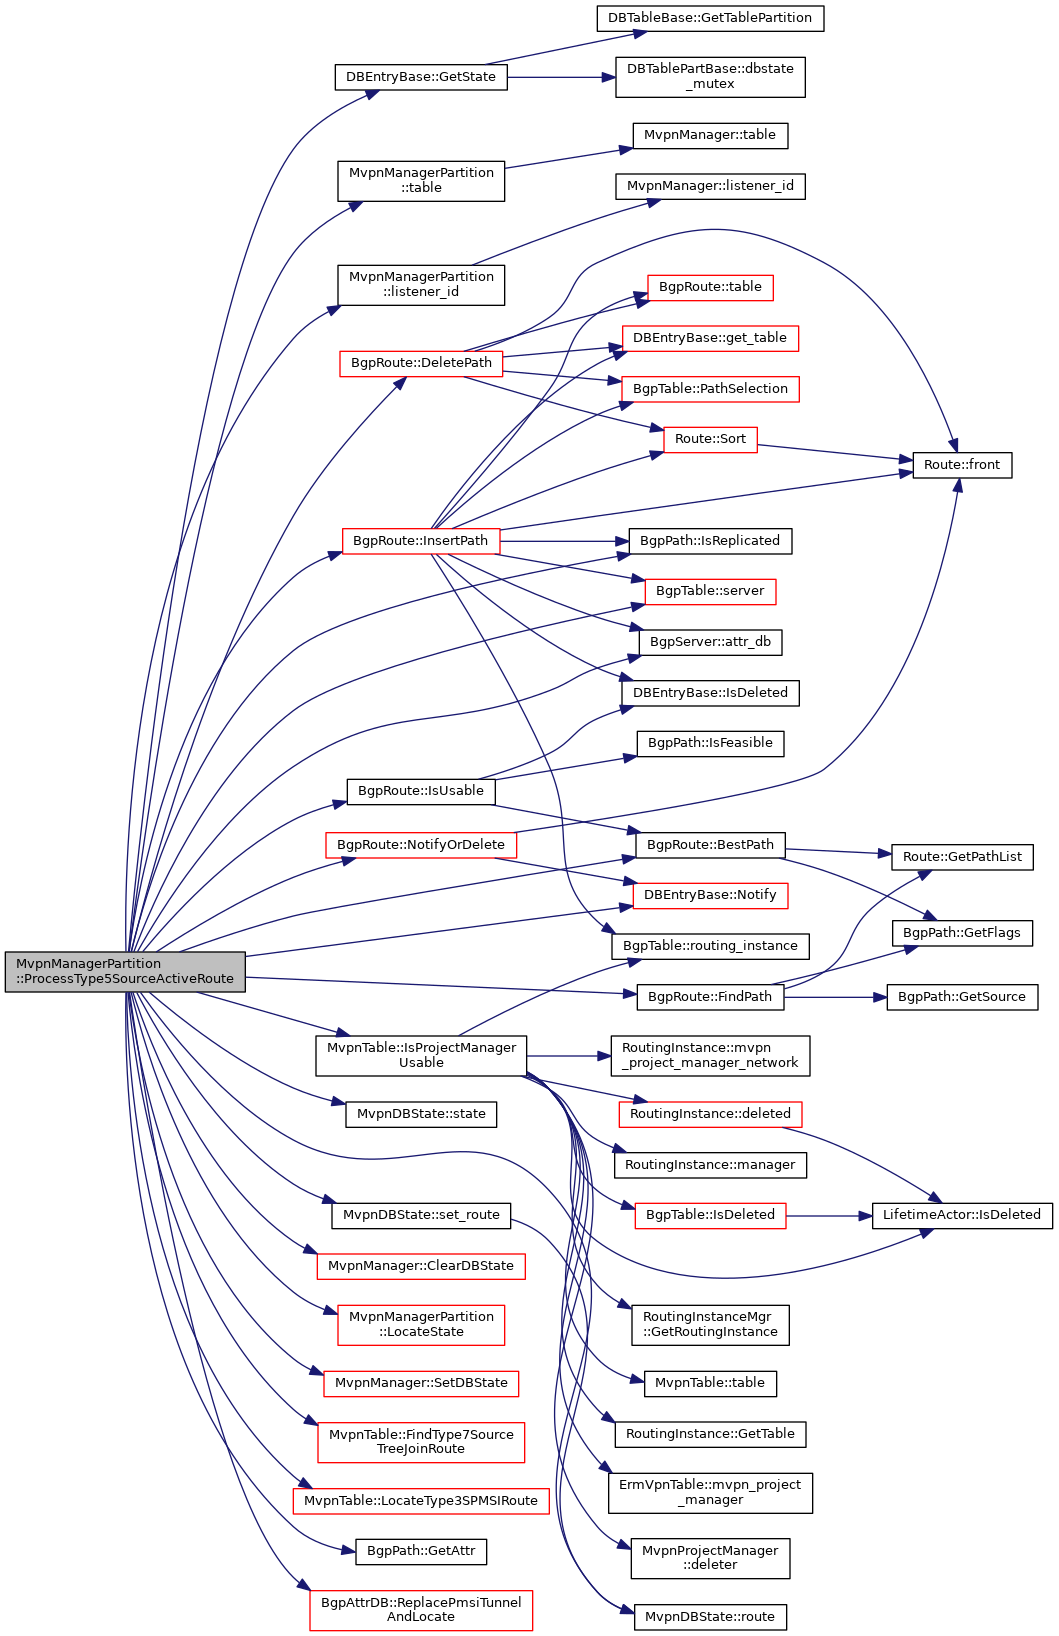 DBTableBase::GetTablePartition
DBEntryBase::GetState
DBTablePartBase::dbstate
_mutex
MvpnManager::table
MvpnManagerPartition
::table
MvpnManager::listener_id
MvpnManagerPartition
::listener_id
BgpRoute::table
DBEntryBase::get_table
BgpRoute::DeletePath
BgpTable::PathSelection
Route::Sort
Route::front
BgpRoute::InsertPath
BgpPath::IsReplicated
BgpTable::server
BgpServer::attr_db
DBEntryBase::IsDeleted
BgpPath::IsFeasible
BgpRoute::IsUsable
BgpRoute::NotifyOrDelete
BgpRoute::BestPath
Route::GetPathList
DBEntryBase::Notify
BgpPath::GetFlags
BgpTable::routing_instance
MvpnManagerPartition
::ProcessType5SourceActiveRoute
BgpRoute::FindPath
BgpPath::GetSource
MvpnTable::IsProjectManager
Usable
RoutingInstance::mvpn
_project_manager_network
MvpnDBState::state
RoutingInstance::deleted
RoutingInstance::manager
MvpnDBState::set_route
BgpTable::IsDeleted
LifetimeActor::IsDeleted
MvpnManager::ClearDBState
MvpnManagerPartition
::LocateState
RoutingInstanceMgr
::GetRoutingInstance
MvpnManager::SetDBState
MvpnTable::table
MvpnTable::FindType7Source
TreeJoinRoute
RoutingInstance::GetTable
MvpnTable::LocateType3SPMSIRoute
ErmVpnTable::mvpn_project
_manager
BgpPath::GetAttr
MvpnProjectManager
::deleter
BgpAttrDB::ReplacePmsiTunnel
AndLocate
MvpnDBState::route